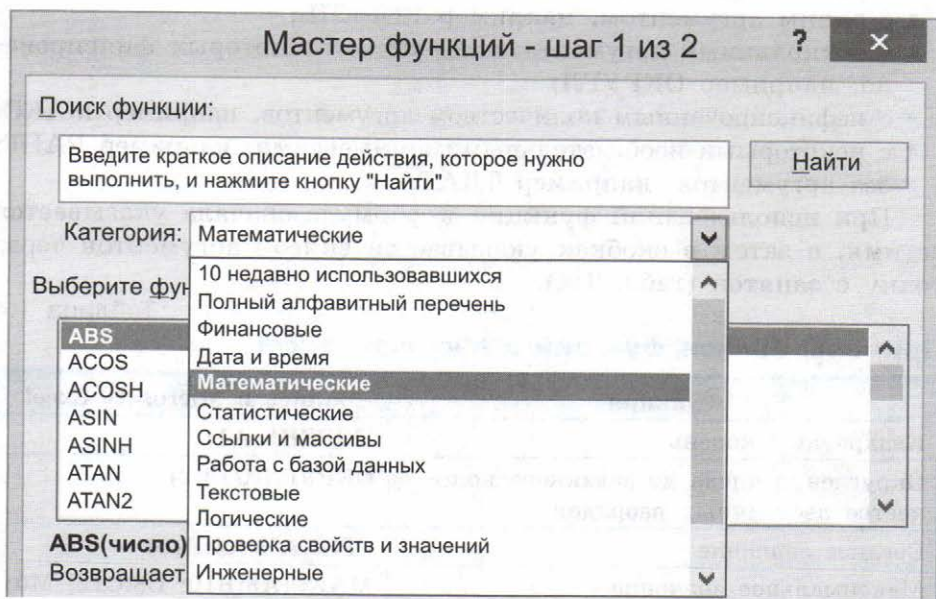 Мастер функций - шаг 1 из 2 ? ×
Поиск функции:
Введите краткое описание действия, которое нужно
выполнить, и нажмите кнопку "Найти"
Найти
Категория: Математические
10 недавно использовавшихся
Полный алфавитный перечень
Финансовые
Дата и время
Математические
Статистические
Ссылки и массивы
Работа с базой данных
Текстовые
Логические
Проверка свойств и значений
Инженерные
Выберите фун
ABS
ACOS
ACOSH
ASIN
ASINH
ATAN
ATAN2
ABS(число)
Возвращает